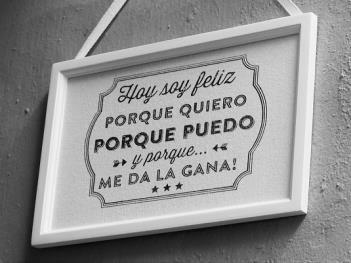 Hoy soy feliz
PORQUE QUIERO
PORQUE PUEDO
y porque...
ME DA LA GANA!